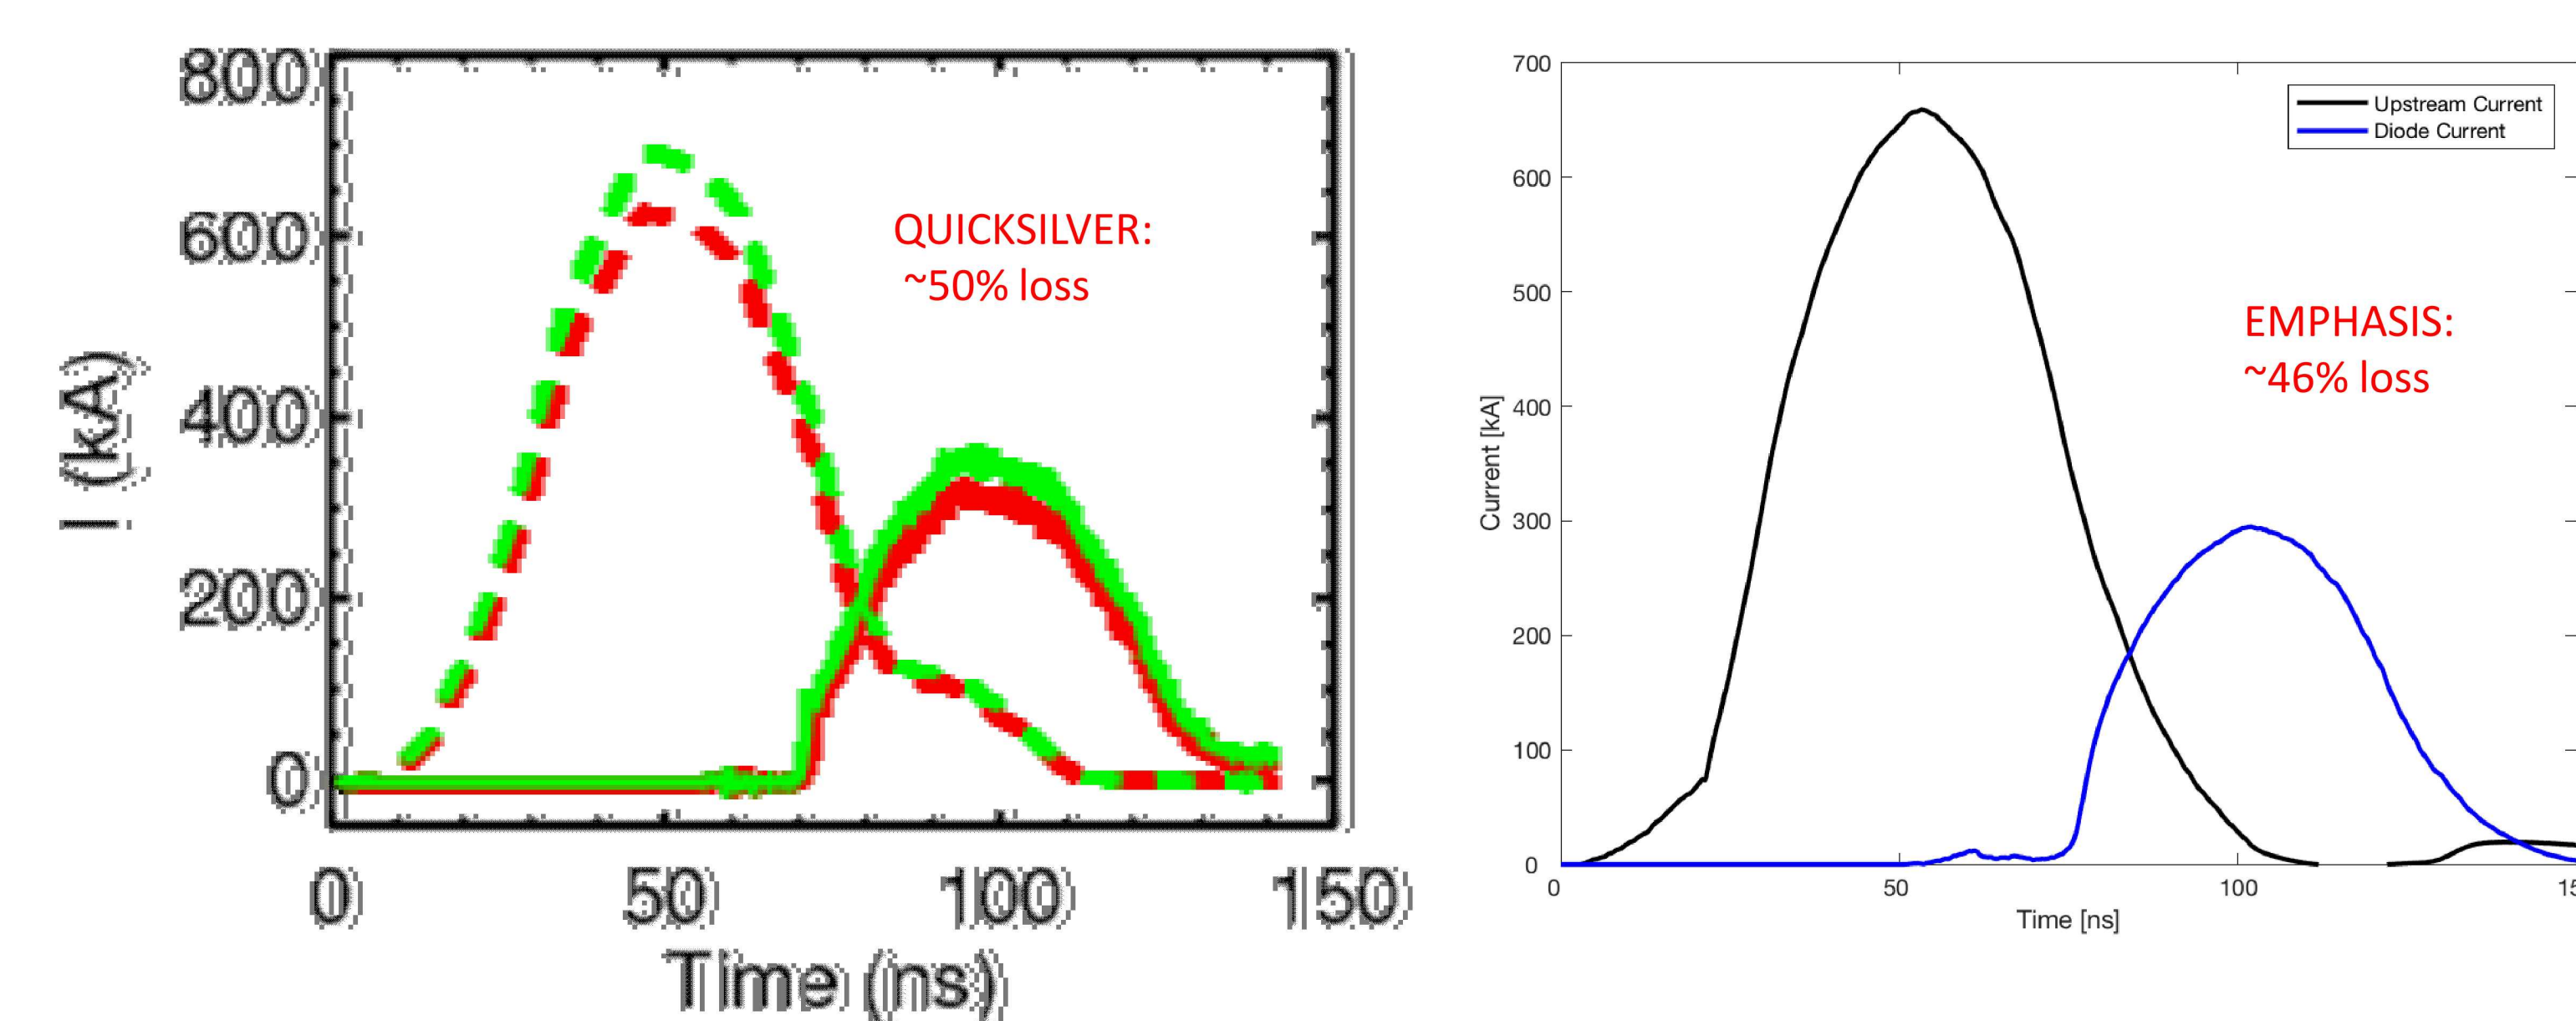 800
600
400
200
0
I (kA)
0 50 100 150
Time (ns)
QUICKSILVER:
~50% loss
700
600
500
400
300
200
100
0
Current [kA]
0 50 100 15
Time [ns]
Upstream Current
Diode Current
EMPHASIS:
~46% loss